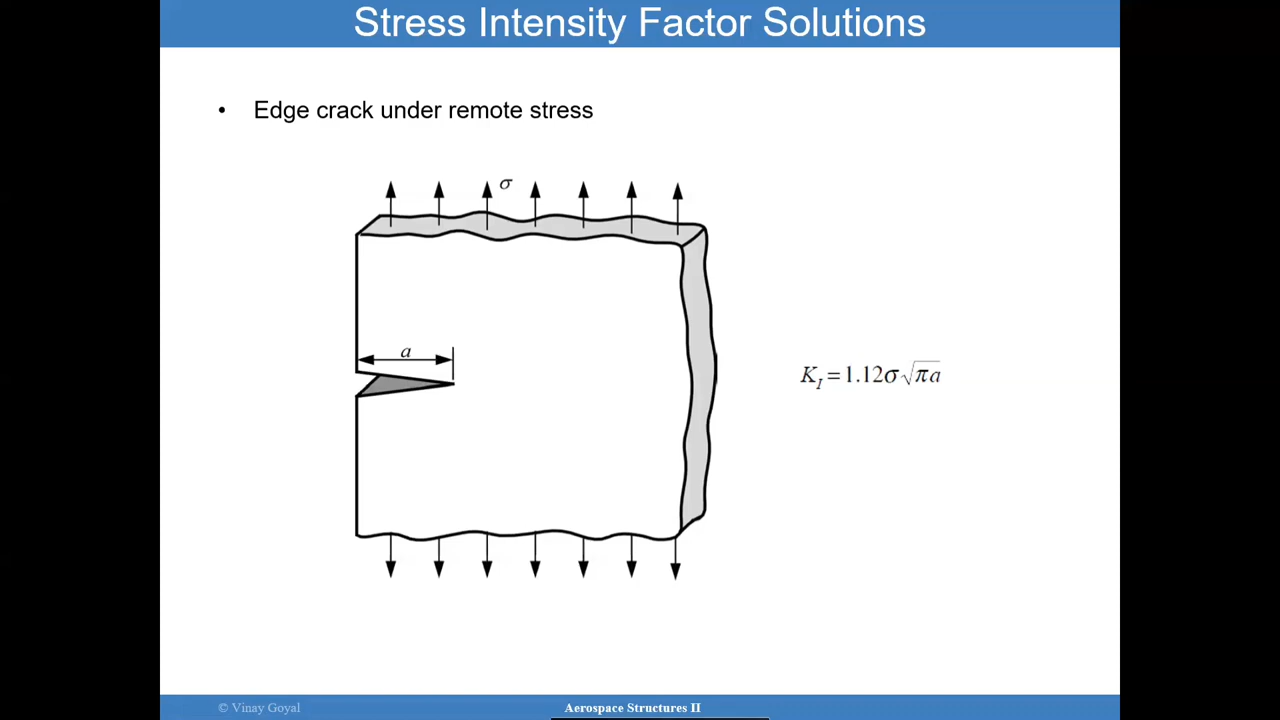 Stress Intensity Factor Solutions
• Edge crack under remote stress
σ
a
K_I = 1.12σ√πa
© Vinay Goyal
Aerospace Structures II